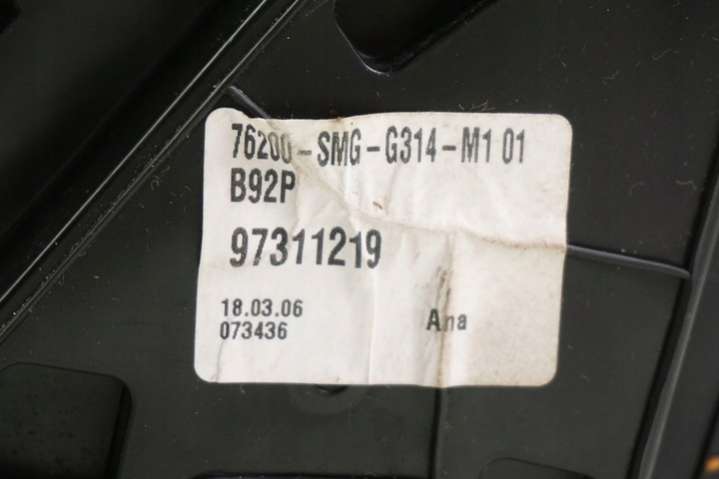 76200-SMG-G314-M1 01
B92P
97311219
18.03.06
073436 Ana